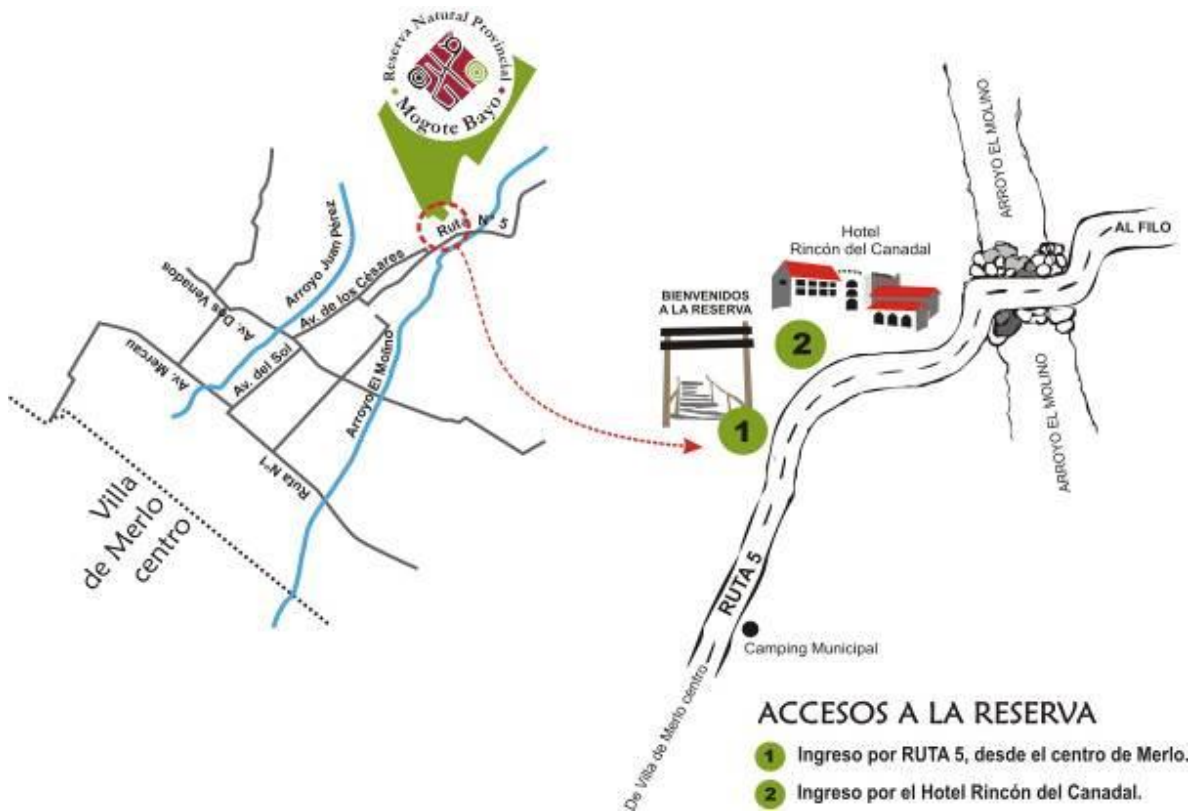 Reserva Natural Provincial
Mogote Bayo
Ruta Nº 5
Arroyo Juan Pérez
Av. de los Césares
Av. Dos Venados
Av. del Sol
Av. Mercau
Arroyo El Molino
Ruta Nº1
Villa
de Merlo
centro
Hotel
Rincón del Canadal
BIENVENIDOS
A LA RESERVA
2
1
ARROYO EL MOLINO
AL FILO
ARROYO EL MOLINO
RUTA 5
Camping Municipal
De Villa de Merlo centro
ACCESOS A LA RESERVA
1 Ingreso por RUTA 5, desde el centro de Merlo.
2 Ingreso por el Hotel Rincón del Canadal.